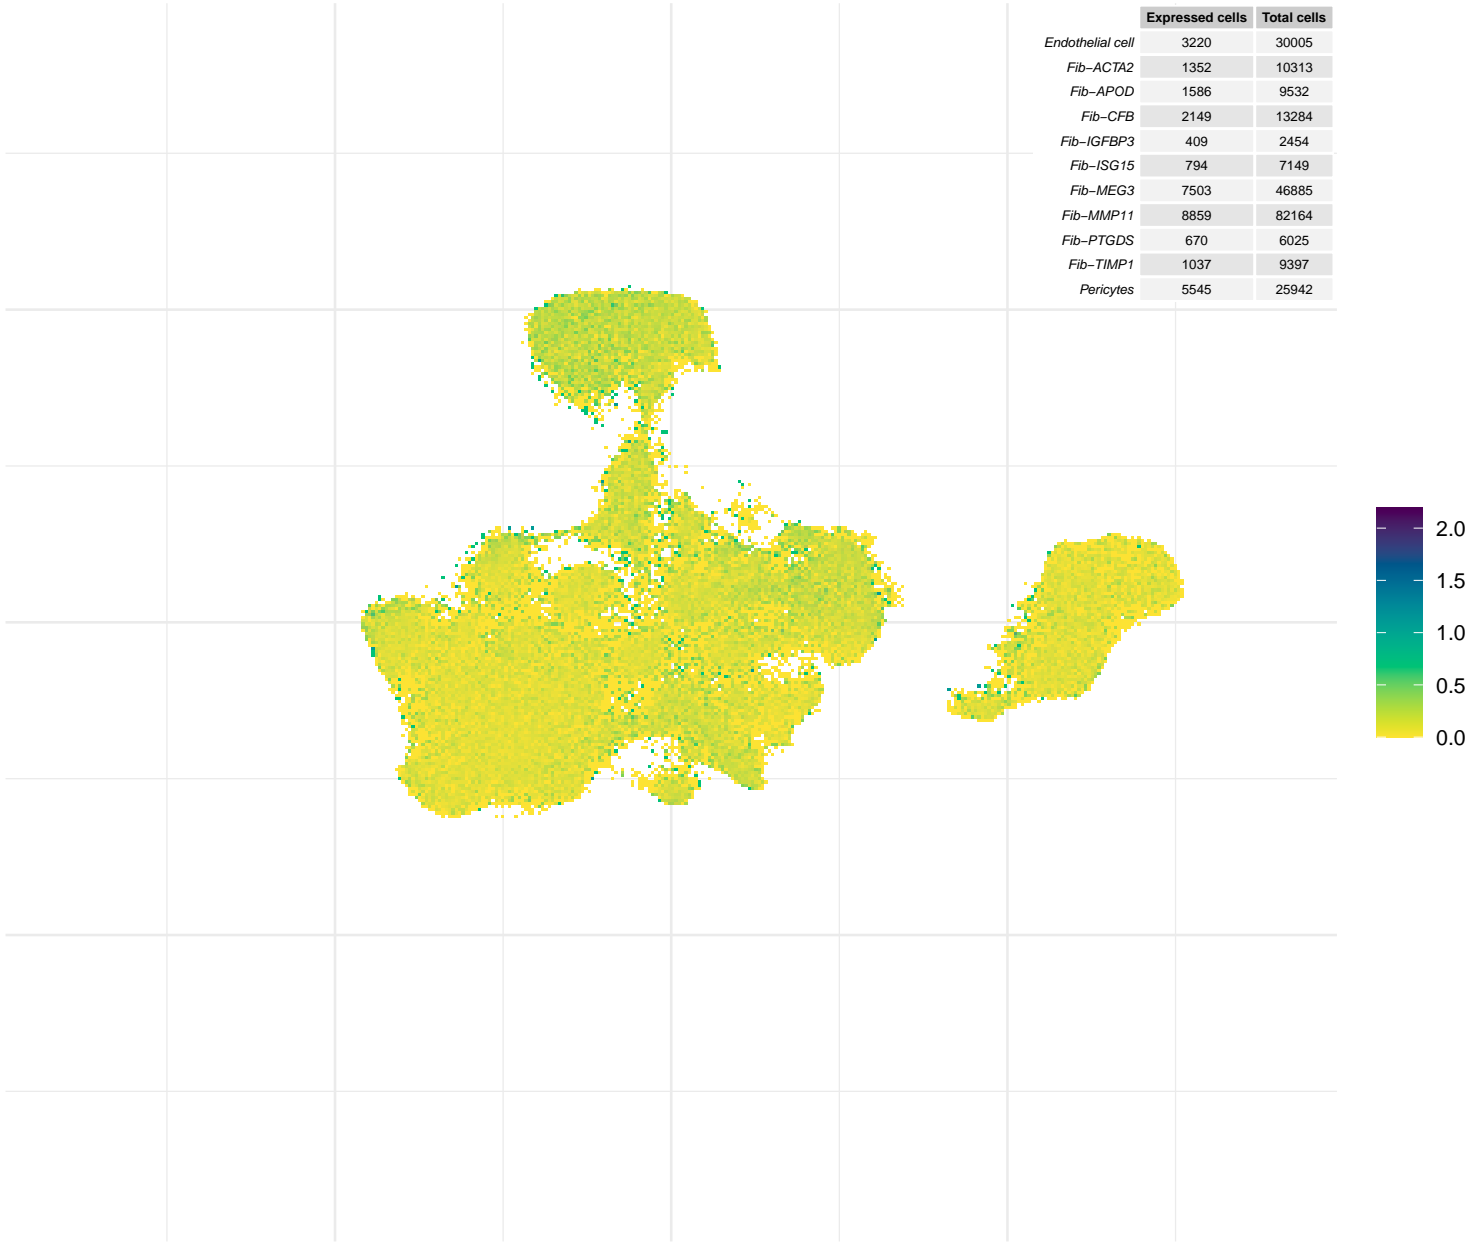 Expressed cells Total cells
Endothelial cell 3220 30005
Fib−ACTA2 1352 10313
Fib−APOD 1586 9532
Fib−CFB 2149 13284
Fib−IGFBP3 409 2454
Fib−ISG15 794 7149
Fib−MEG3 7503 46885
Fib−MMP11 8859 82164
Fib−PTGDS 670 6025
Fib−TIMP1 1037 9397
Pericytes 5545 25942
2.0
1.5
1.0
0.5
0.0